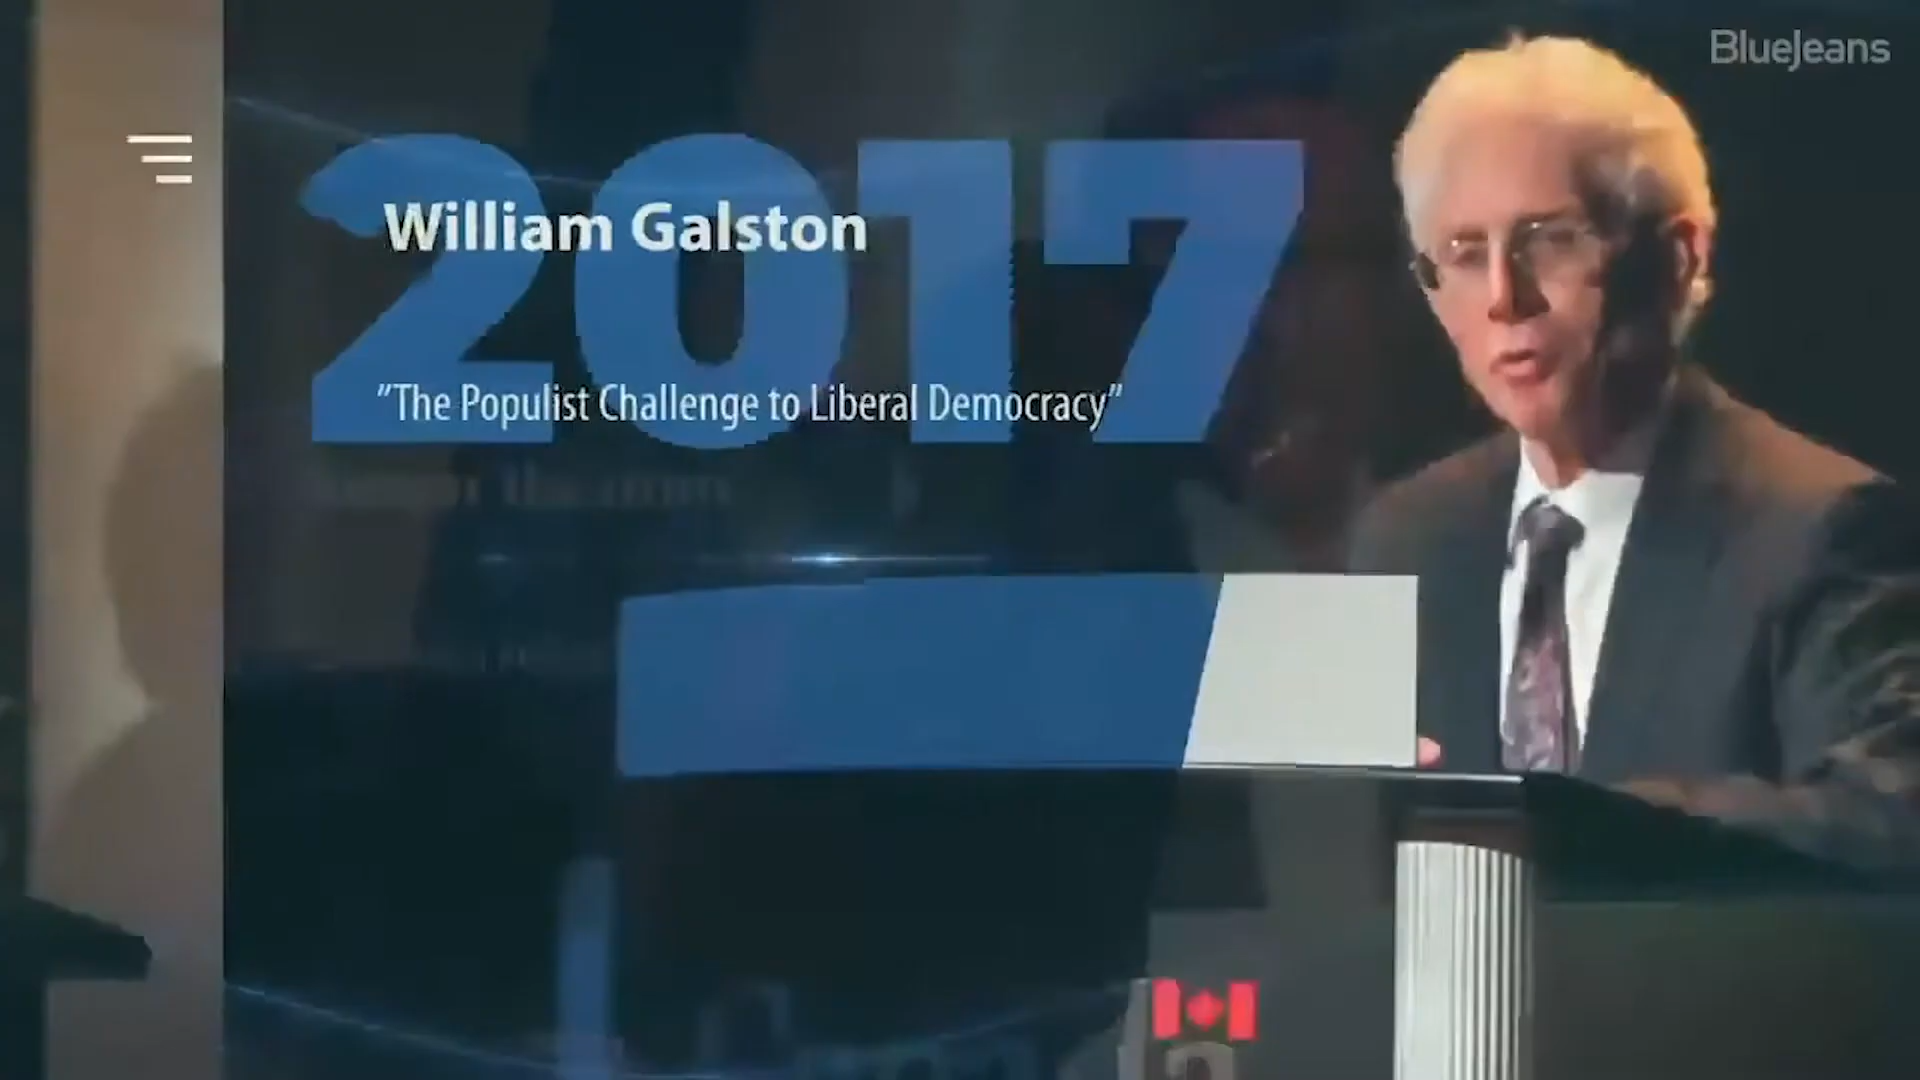 BlueJeans
2017
William Galston
"The Populist Challenge to Liberal Democracy"